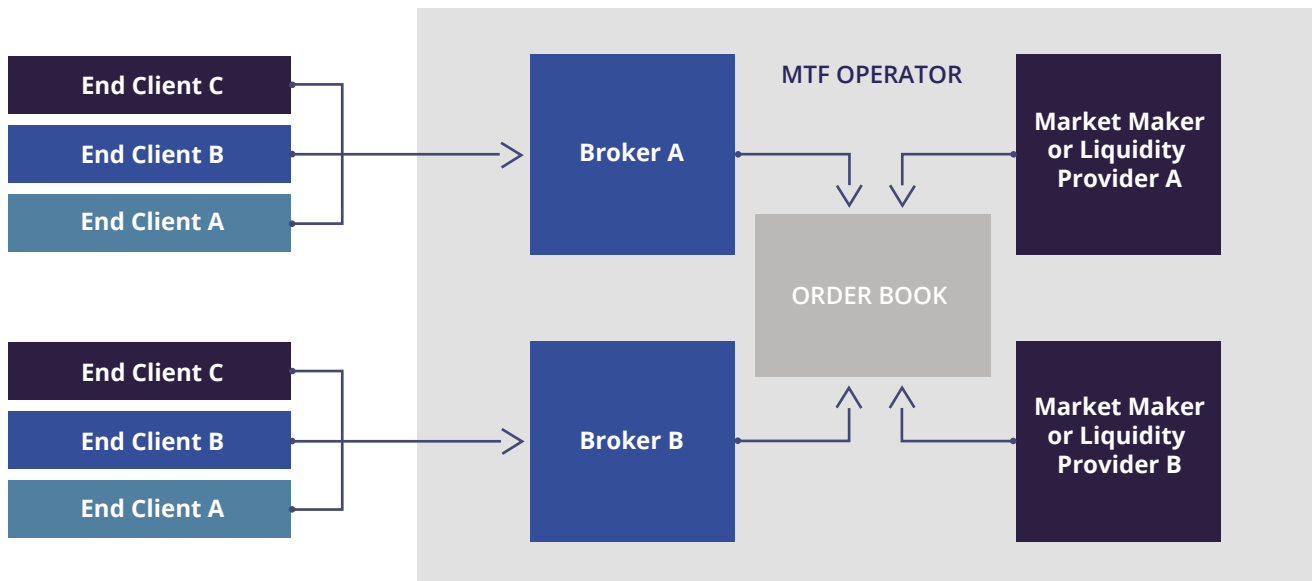 End Client C
End Client B
End Client A
Broker A
MTF OPERATOR
Market Maker
or Liquidity
Provider A
ORDER BOOK
End Client C
End Client B
End Client A
Broker B
Market Maker
or Liquidity
Provider B